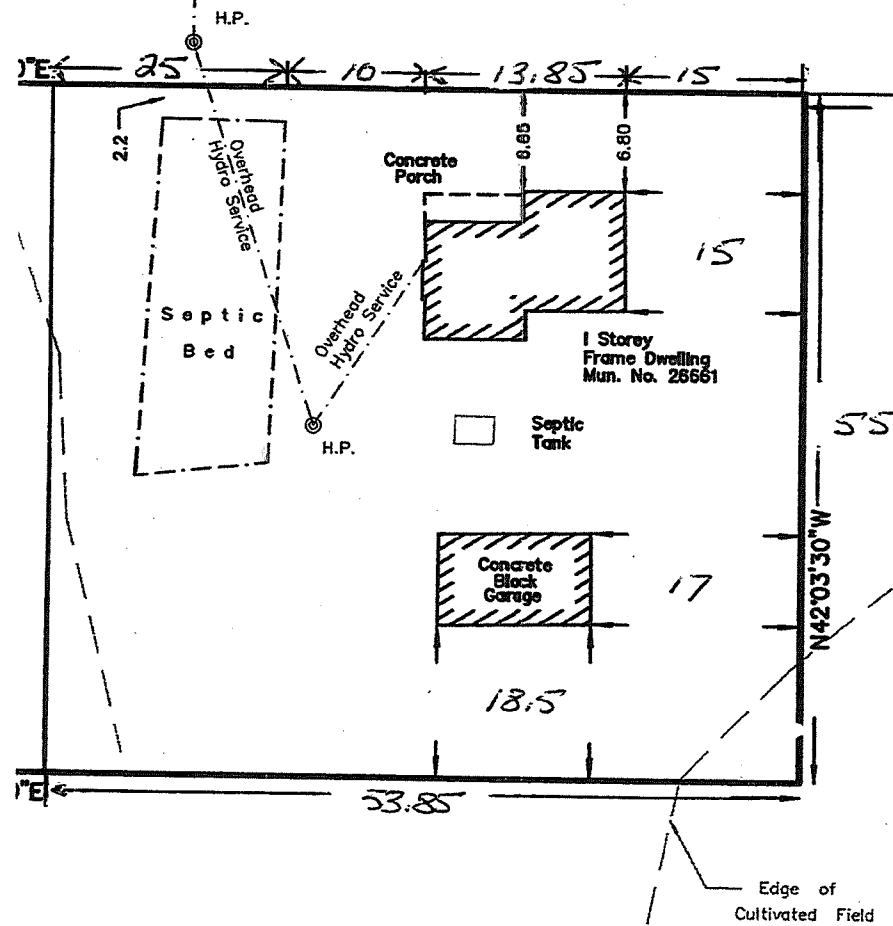 H.P.
)"E
25
10
13.85
15
2.2
6.65
6.80
Overhead
Hydro Service
Concrete
Porch
15
Septic
Bed
Overhead
Hydro Service
1 Storey
Frame Dwelling
Mun. No. 26661
55
H.P.
Septic
Tank
N42°03'30"W
Concrete
Block
Garage
17
18.5
)"E
53.85
Edge of
Cultivated Field